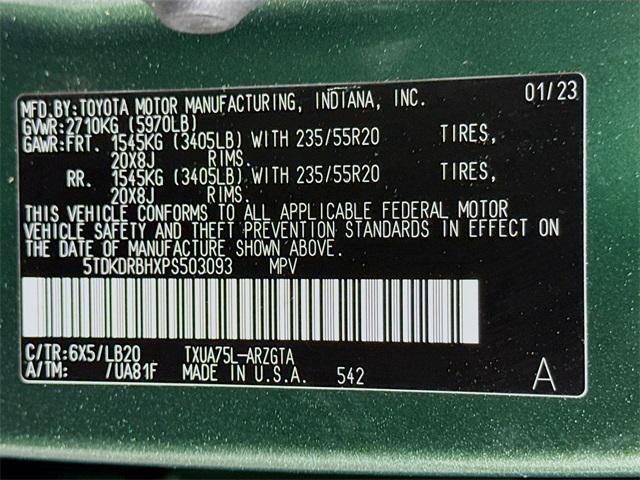 MFD.BY:TOYOTA MOTOR MANUFACTURING, INDIANA, INC. 01/23
GVWR:2710KG (5970LB)
GAWR:FRT. 1545KG (3405LB) WITH 235/55R20 TIRES,
20X8J RIMS.
RR. 1545KG (3405LB) WITH 235/55R20 TIRES,
20X8J RIMS.
THIS VEHICLE CONFORMS TO ALL APPLICABLE FEDERAL MOTOR
VEHICLE SAFETY AND THEFT PREVENTION STANDARDS IN EFFECT ON
THE DATE OF MANUFACTURE SHOWN ABOVE.
5TDKDRBHXPS503093 MPV
C/TR:6X5/LB20 TXUA75L-ARZGTA
A/TM: /UA81F MADE IN U.S.A. 542 A